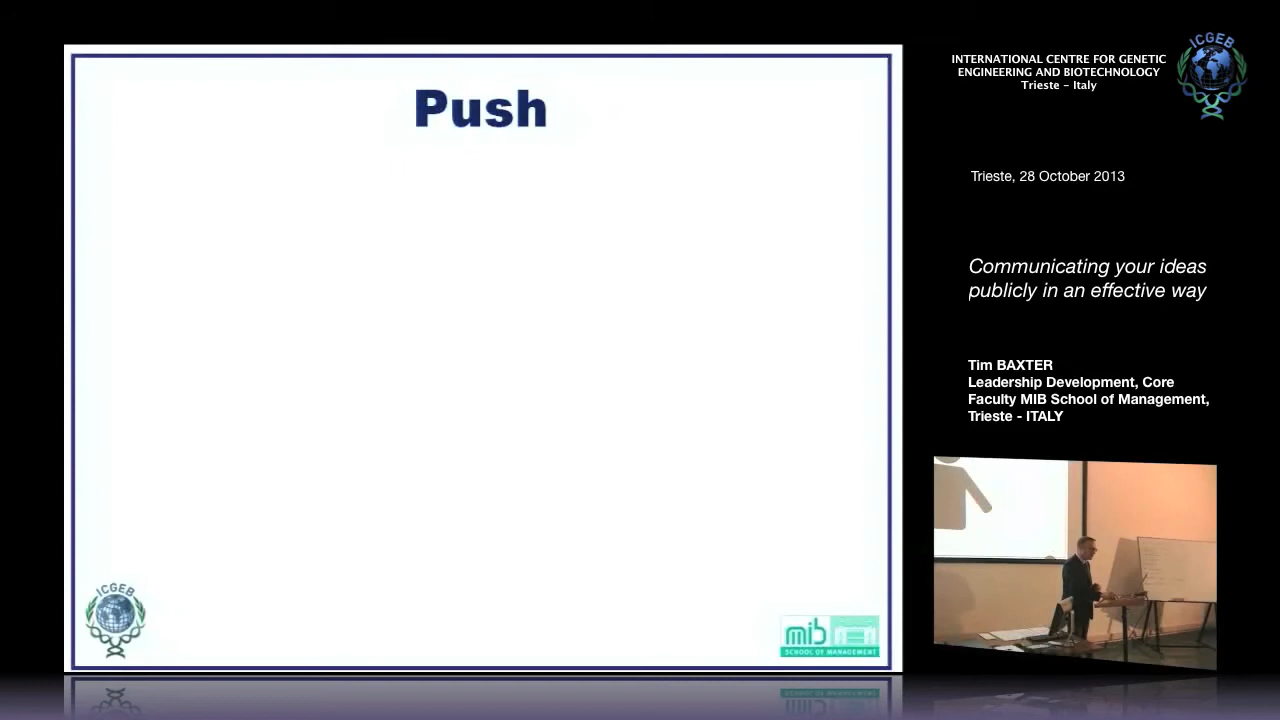 Push
ICGEB
mib
SCHOOL OF MANAGEMENT
INTERNATIONAL CENTRE FOR GENETIC
ENGINEERING AND BIOTECHNOLOGY
Trieste – Italy
ICGEB
Trieste, 28 October 2013
Communicating your ideas
publicly in an effective way
Tim BAXTER
Leadership Development, Core
Faculty MIB School of Management,
Trieste - ITALY